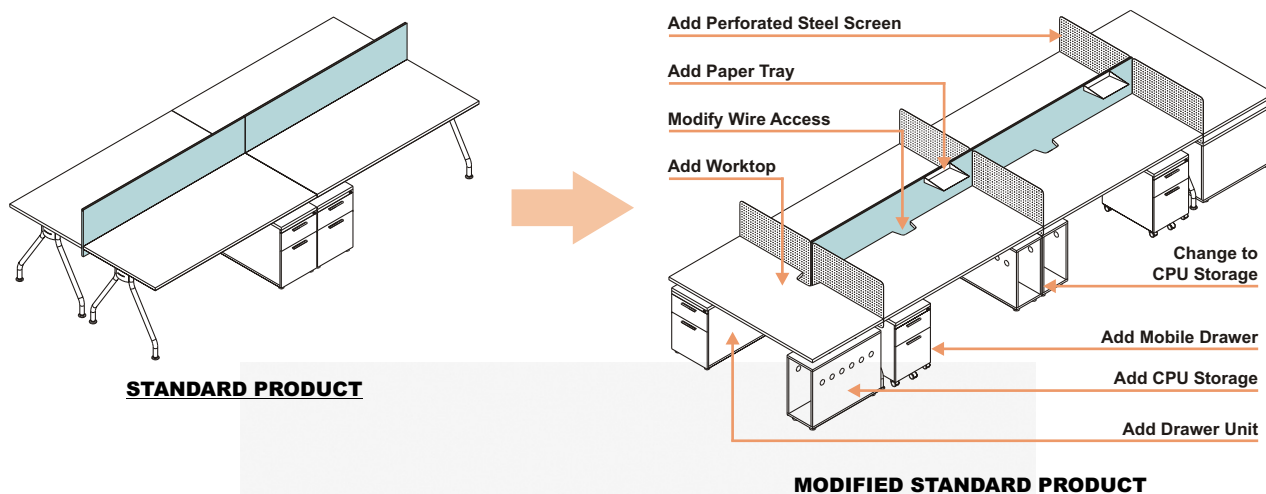 Add Perforated Steel Screen
Add Paper Tray
Modify Wire Access
Add Worktop
Change to
CPU Storage
Add Mobile Drawer
Add CPU Storage
Add Drawer Unit
STANDARD PRODUCT
MODIFIED STANDARD PRODUCT